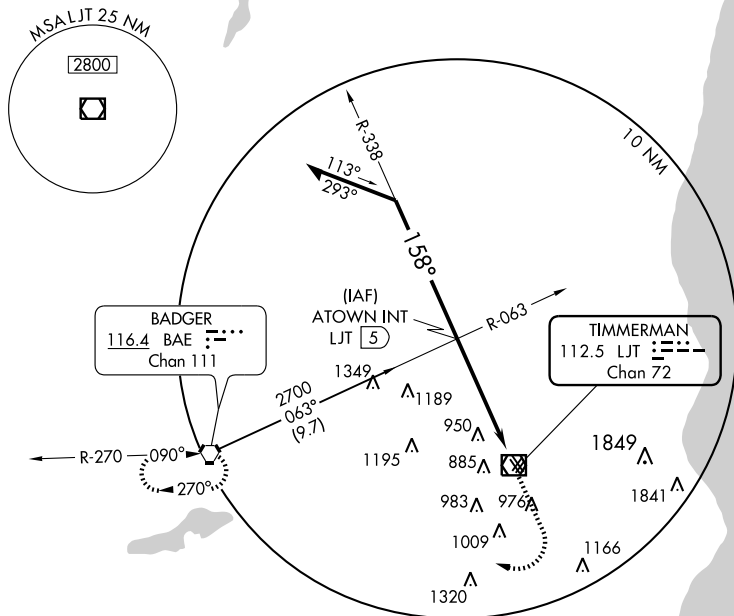 MSA LJT 25 NM
2800
10 NM
R-338
113°
293°
158°
(IAF)
ATOWN INT
LJT 5
R-063
BADGER
116.4 BAE
Chan 111
TIMMERMAN
112.5 LJT
Chan 72
1349
2700
063°
(9.7)
1189
950
1849
1195
885
R-270
090°
270°
1841
983
976
1009
1166
1320